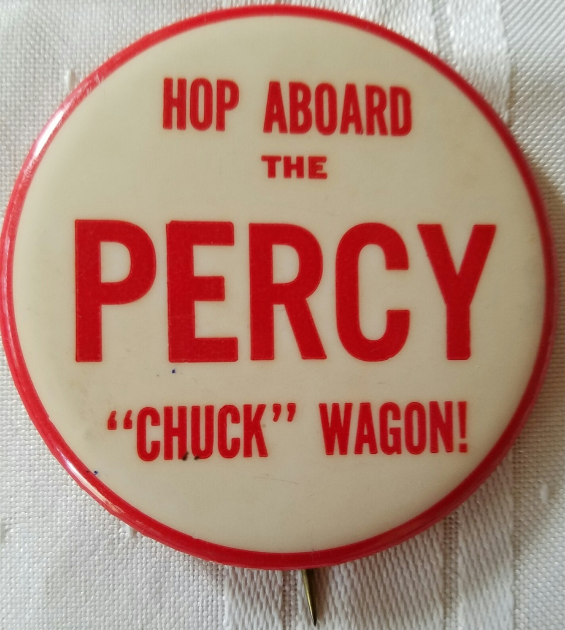 HOP ABOARD
THE
PERCY
“CHUCK” WAGON!